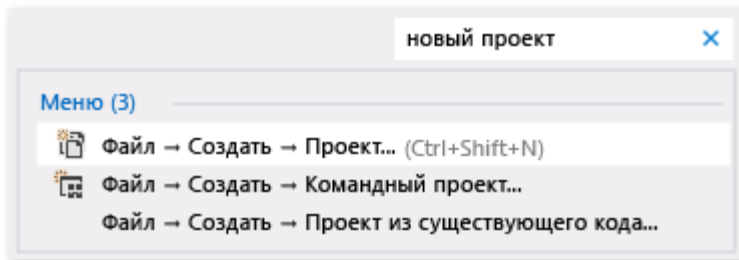 новый проект
Меню (3)
Файл → Создать → Проект... (Ctrl+Shift+N)
Файл → Создать → Командный проект...
Файл → Создать → Проект из существующего кода...